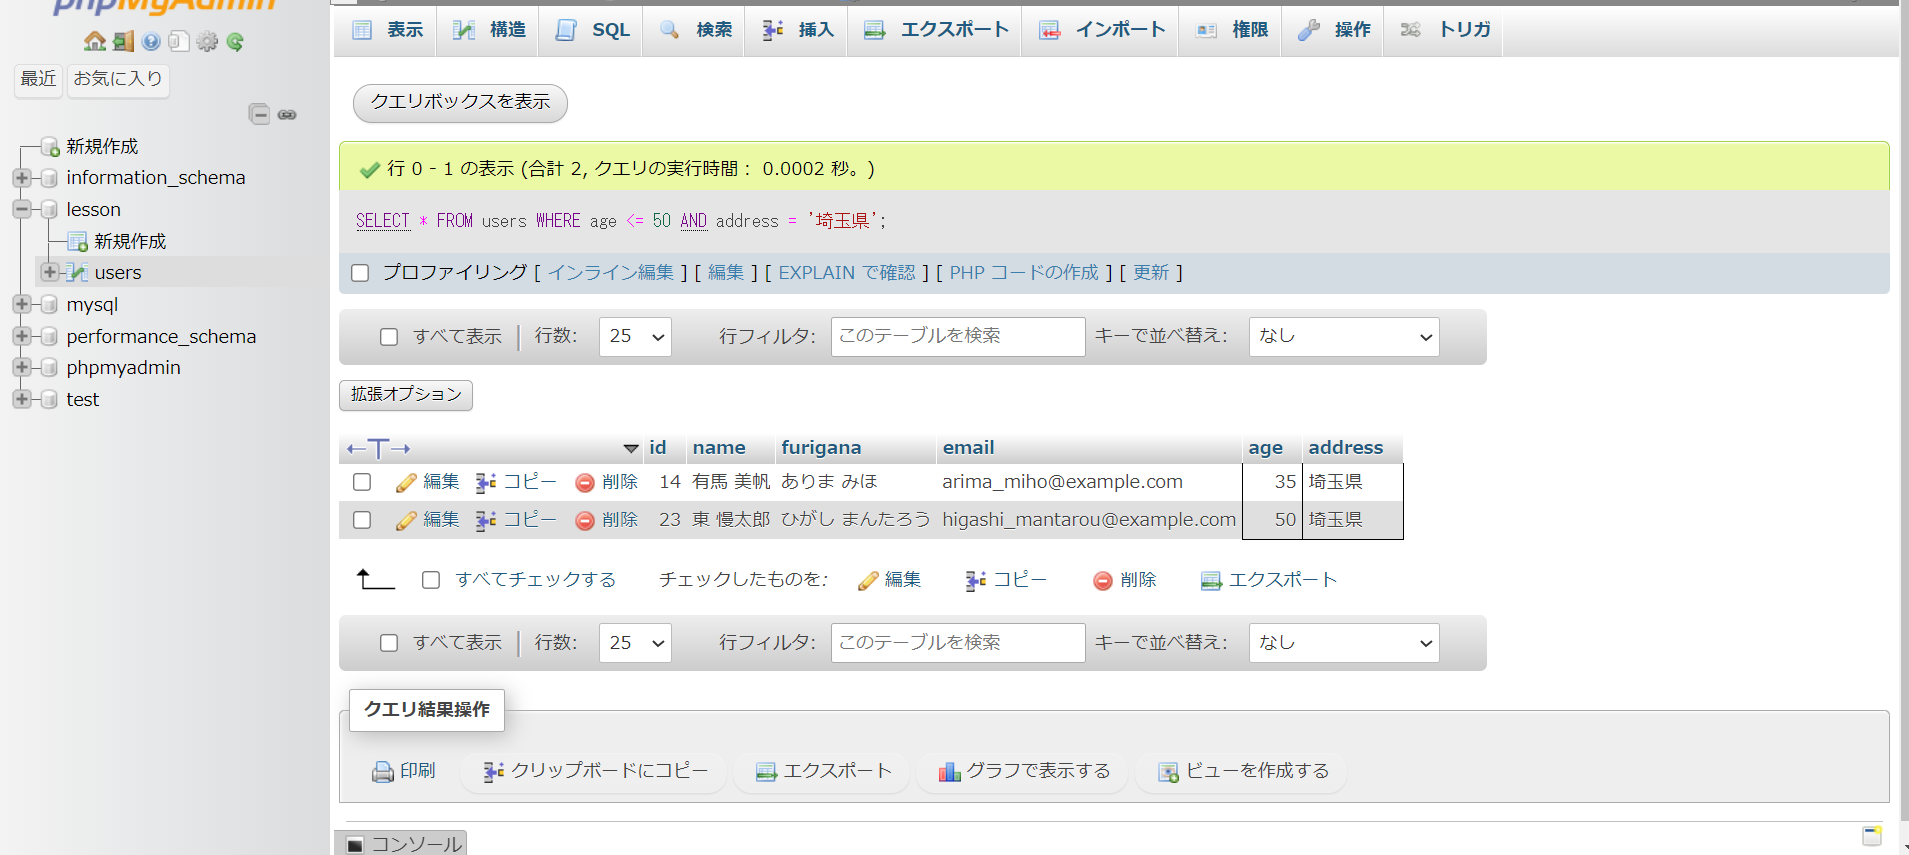 phpMyAdmin
最近 お気に入り
新規作成
information_schema
lesson
新規作成
users
mysql
performance_schema
phpmyadmin
test
表示 構造 SQL 検索 挿入 エクスポート インポート 権限 操作 トリガ
クエリボックスを表示
行 0 - 1 の表示 (合計 2, クエリの実行時間： 0.0002 秒。)
SELECT * FROM users WHERE age <= 50 AND address = '埼玉県';
プロファイリング [ インライン編集 ] [ 編集 ] [ EXPLAIN で確認 ] [ PHP コードの作成 ] [ 更新 ]
すべて表示 | 行数: 25 行フィルタ: このテーブルを検索 キーで並べ替え: なし
拡張オプション
←T→ id name furigana email age address
編集 コピー 削除 14 有馬 美帆 ありま みほ arima_miho@example.com 35 埼玉県
編集 コピー 削除 23 東 慢太郎 ひがし まんたろう higashi_mantarou@example.com 50 埼玉県
すべてチェックする チェックしたものを: 編集 コピー 削除 エクスポート
すべて表示 | 行数: 25 行フィルタ: このテーブルを検索 キーで並べ替え: なし
クエリ結果操作
印刷 クリップボードにコピー エクスポート グラフで表示する ビューを作成する
コンソール